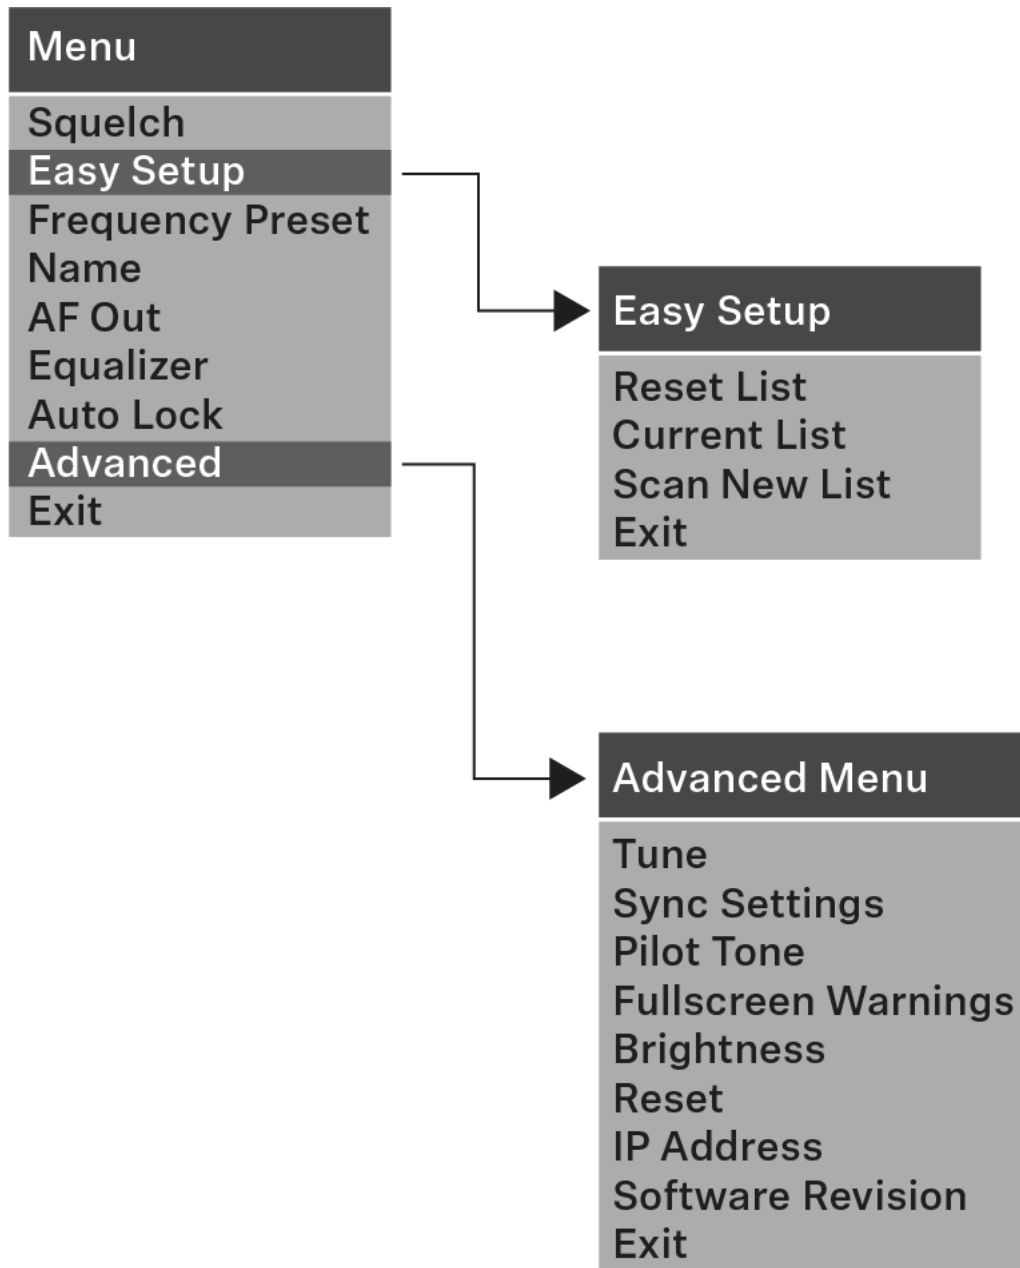 Menu
Squelch
Easy Setup
Frequency Preset
Name
AF Out
Equalizer
Auto Lock
Advanced
Exit
Easy Setup
Reset List
Current List
Scan New List
Exit
Advanced Menu
Tune
Sync Settings
Pilot Tone
Fullscreen Warnings
Brightness
Reset
IP Address
Software Revision
Exit